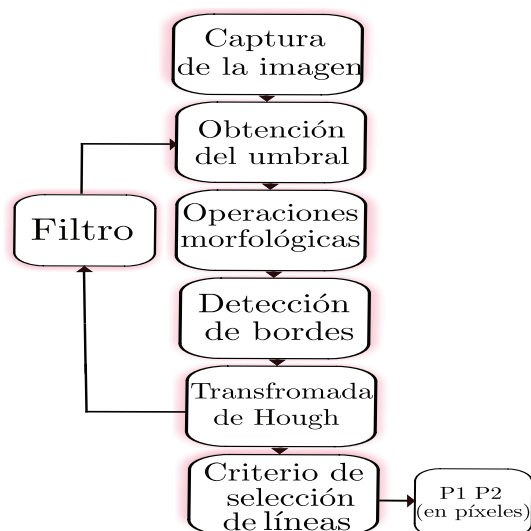 Captura
de la imagen
Obtención
del umbral
Operaciones
morfológicas
Filtro
Detección
de bordes
Transfromada
de Hough
Criterio de
selección
de líneas
P1 P2
(en píxeles)